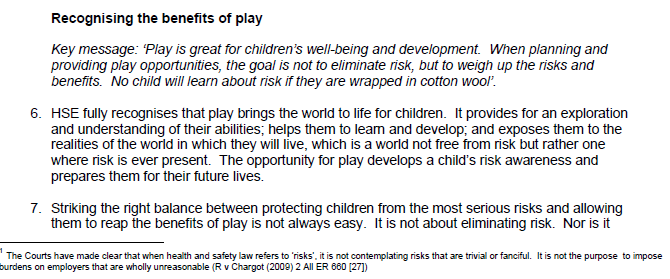 Recognising the benefits of play
Key message: ‘Play is great for children’s well-being and development.  When planning and
providing play opportunities, the goal is not to eliminate risk, but to weigh up the risks and
benefits.  No child will learn about risk if they are wrapped in cotton wool’.
6. HSE fully recognises that play brings the world to life for children.  It provides for an exploration
and understanding of their abilities; helps them to learn and develop; and exposes them to the
realities of the world in which they will live, which is a world not free from risk but rather one
where risk is ever present.  The opportunity for play develops a child’s risk awareness and
prepares them for their future lives.
7. Striking the right balance between protecting children from the most serious risks and allowing
them to reap the benefits of play is not always easy.  It is not about eliminating risk.  Nor is it
1 The Courts have made clear that when health and safety law refers to 'risks', it is not contemplating risks that are trivial or fanciful.  It is not the purpose to impose
burdens on employers that are wholly unreasonable (R v Chargot (2009) 2 All ER 660 [27])